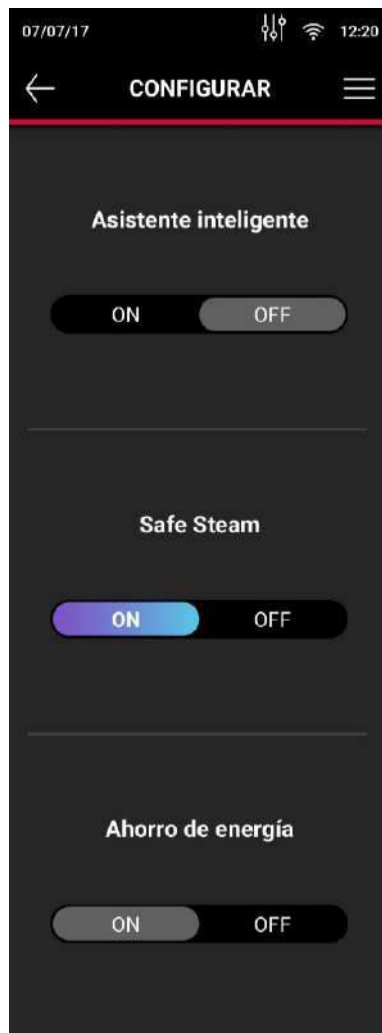 07/07/17 12:20
CONFIGURAR
Asistente inteligente
ON OFF
Safe Steam
ON OFF
Ahorro de energía
ON OFF